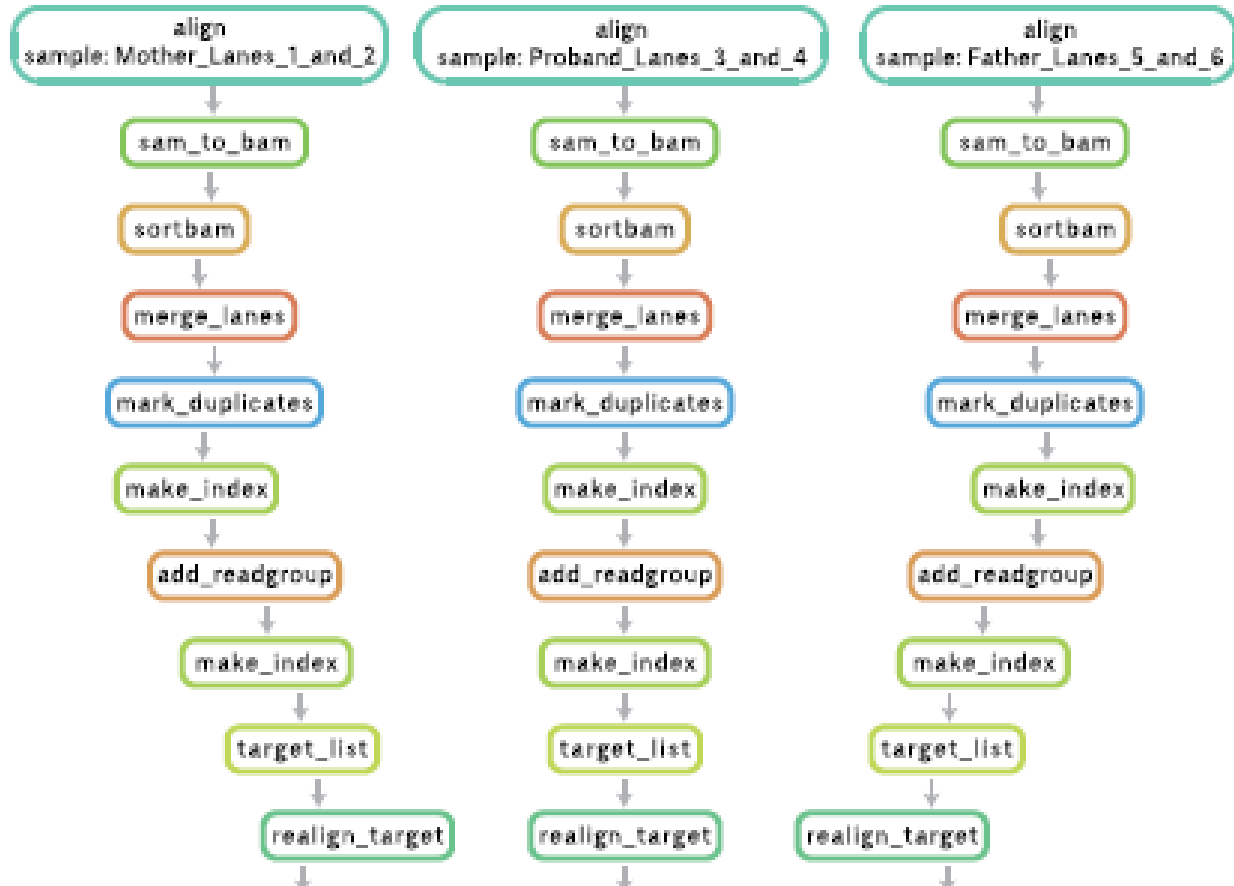 align
sample: Mother_Lanes_1_and_2
align
sample: Proband_Lanes_3_and_4
align
sample: Father_Lanes_5_and_6
sam_to_bam
sam_to_bam
sam_to_bam
sortbam
sortbam
sortbam
merge_lanes
merge_lanes
merge_lanes
mark_duplicates
mark_duplicates
mark_duplicates
make_index
make_index
make_index
add_readgroup
add_readgroup
add_readgroup
make_index
make_index
make_index
target_list
target_list
target_list
realign_target
realign_target
realign_target